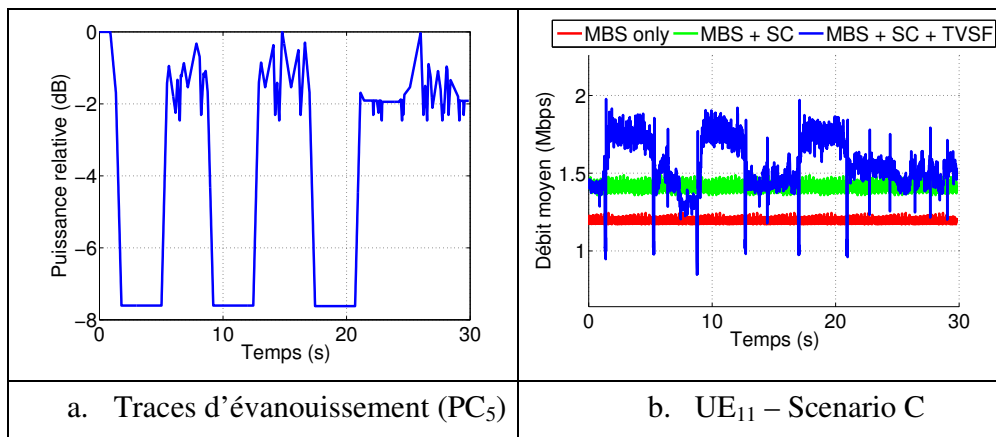 0
−2
−4
−6
−8
0
10
20
30
Puissance relative (dB)
Temps (s)
MBS only
MBS + SC
MBS + SC + TVSF
2
1.5
1
0
10
20
30
Débit moyen (Mbps)
Temps (s)
a. Traces d'évanouissement (PC5)
b. UE11 – Scenario C